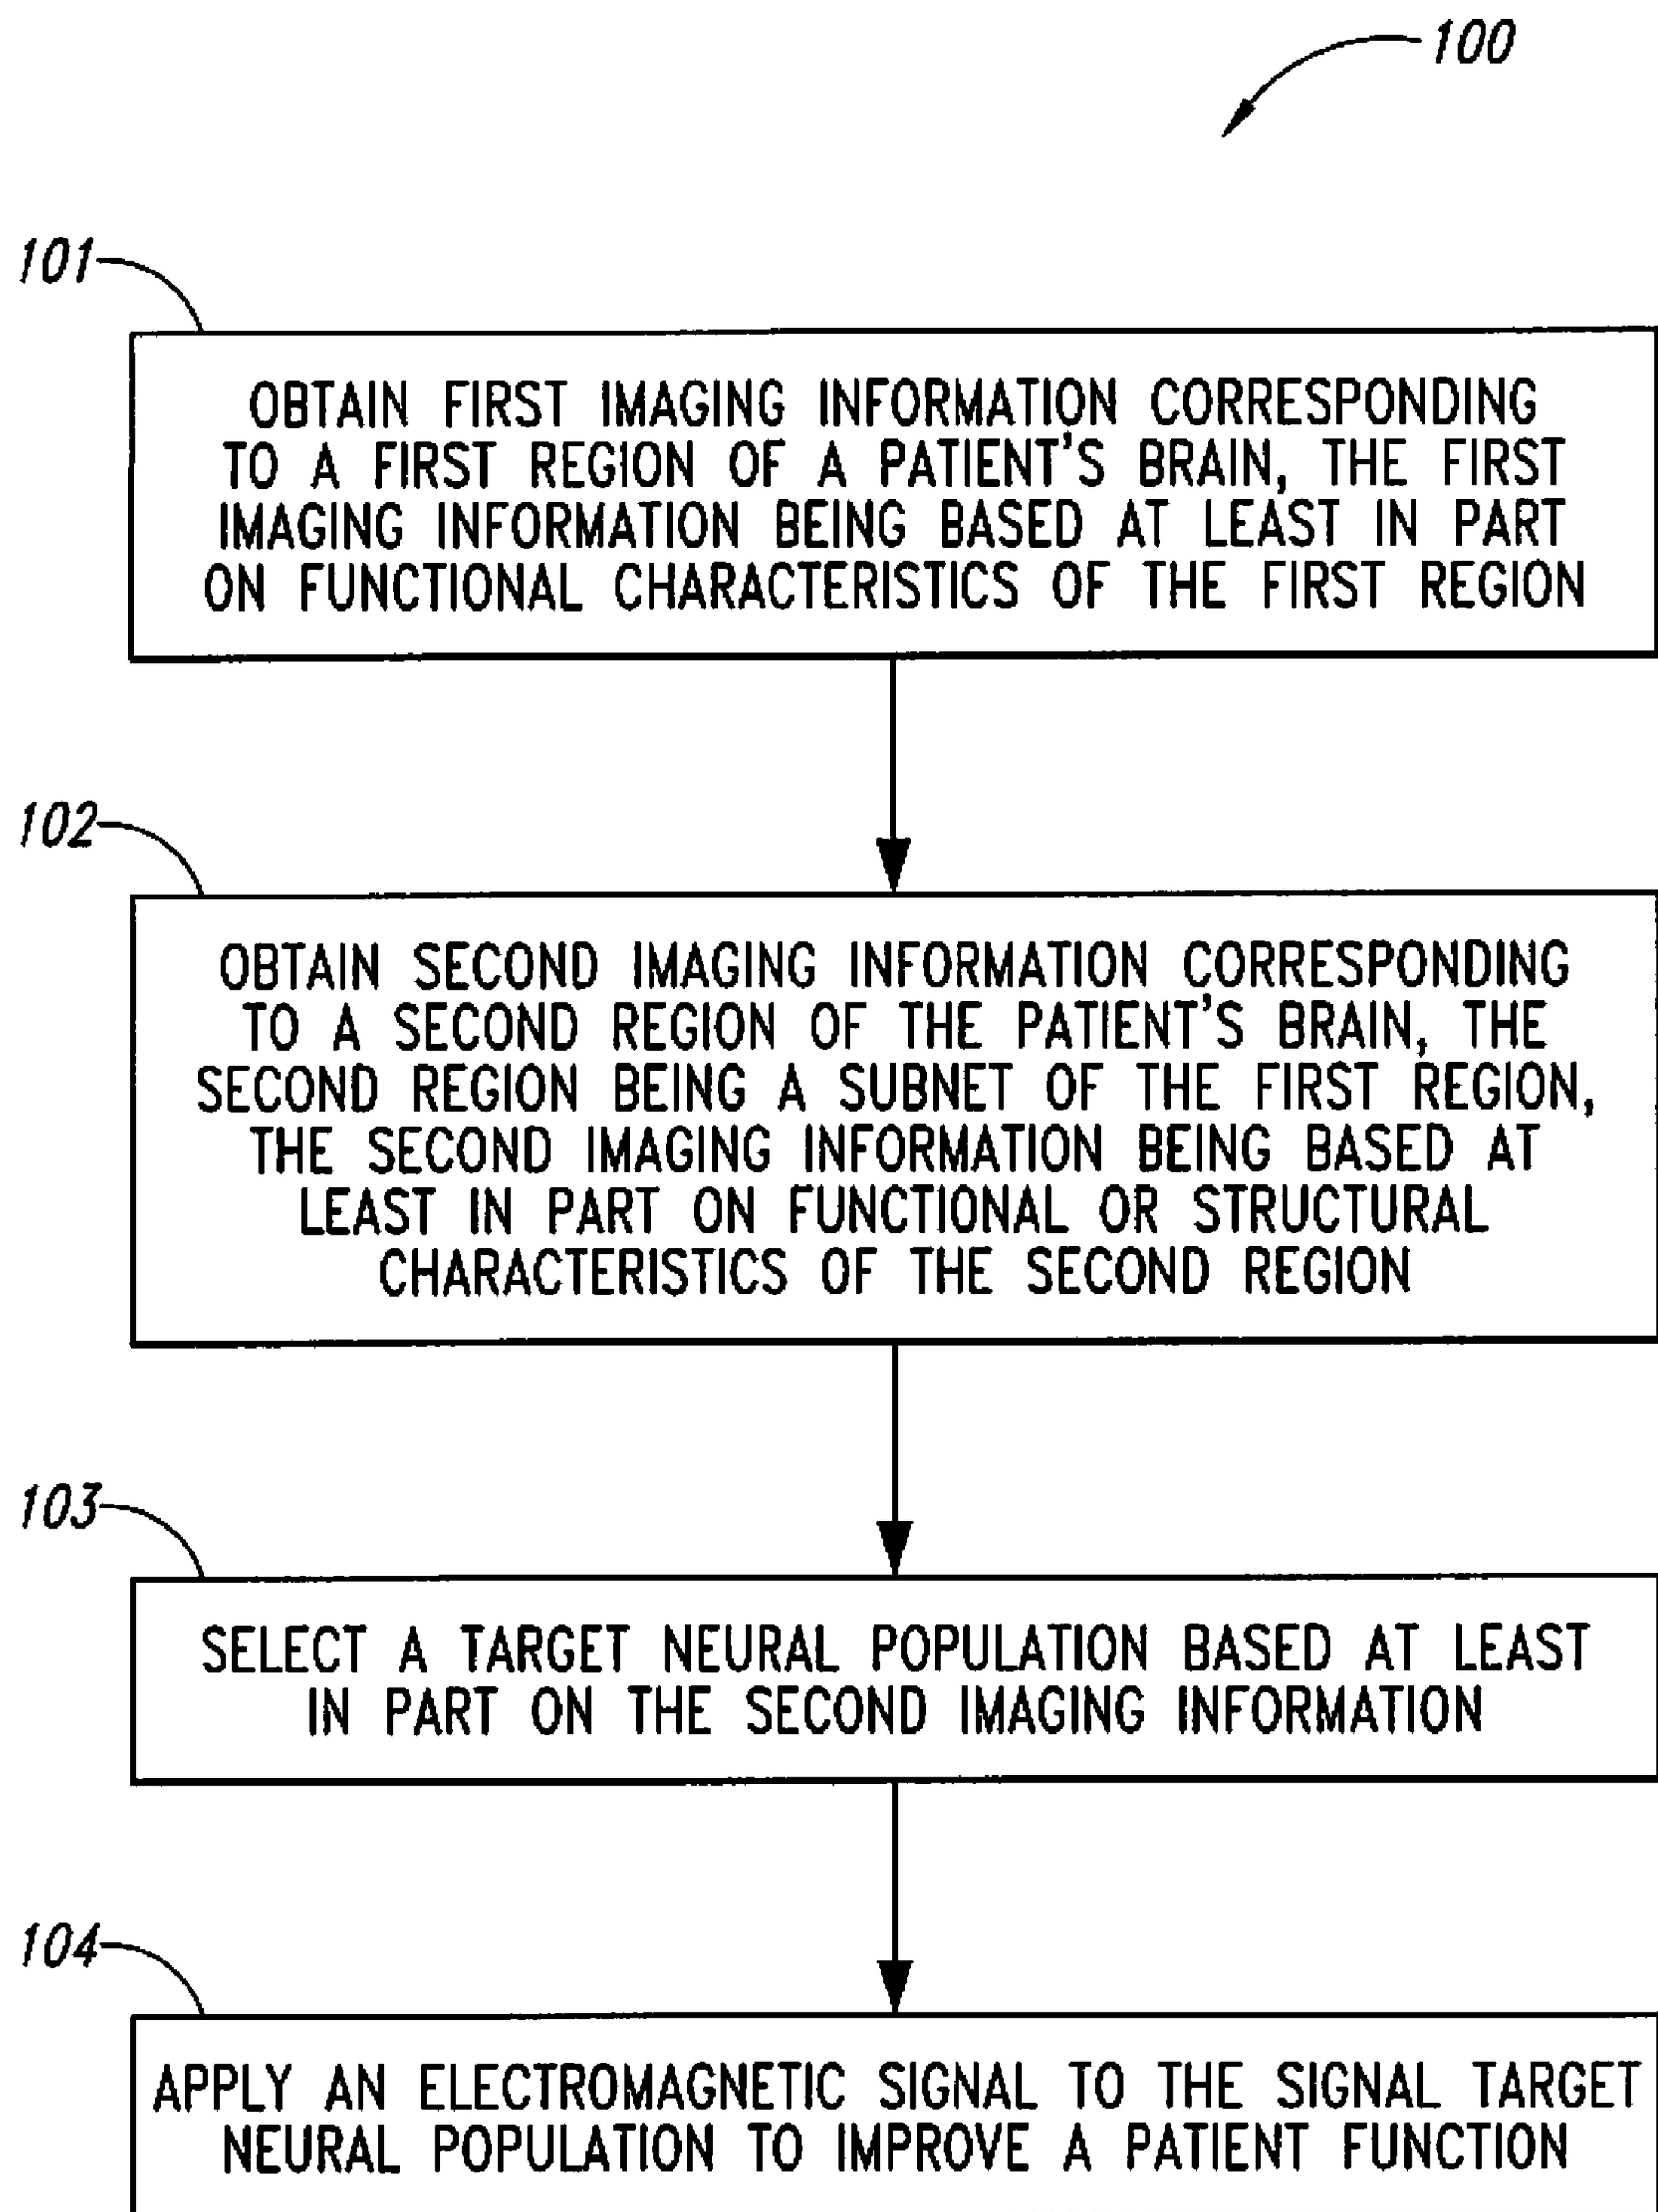 100
101
OBTAIN FIRST IMAGING INFORMATION CORRESPONDING
TO A FIRST REGION OF A PATIENT'S BRAIN, THE FIRST
IMAGING INFORMATION BEING BASED AT LEAST IN PART
ON FUNCTIONAL CHARACTERISTICS OF THE FIRST REGION
102
OBTAIN SECOND IMAGING INFORMATION CORRESPONDING
TO A SECOND REGION OF THE PATIENT'S BRAIN, THE
SECOND REGION BEING A SUBNET OF THE FIRST REGION,
THE SECOND IMAGING INFORMATION BEING BASED AT
LEAST IN PART ON FUNCTIONAL OR STRUCTURAL
CHARACTERISTICS OF THE SECOND REGION
103
SELECT A TARGET NEURAL POPULATION BASED AT LEAST
IN PART ON THE SECOND IMAGING INFORMATION
104
APPLY AN ELECTROMAGNETIC SIGNAL TO THE SIGNAL TARGET
NEURAL POPULATION TO IMPROVE A PATIENT FUNCTION